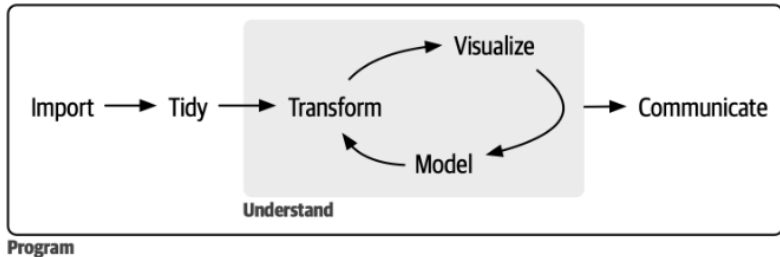 Visualize
Import
Tidy
Transform
Communicate
Model
Understand
Program